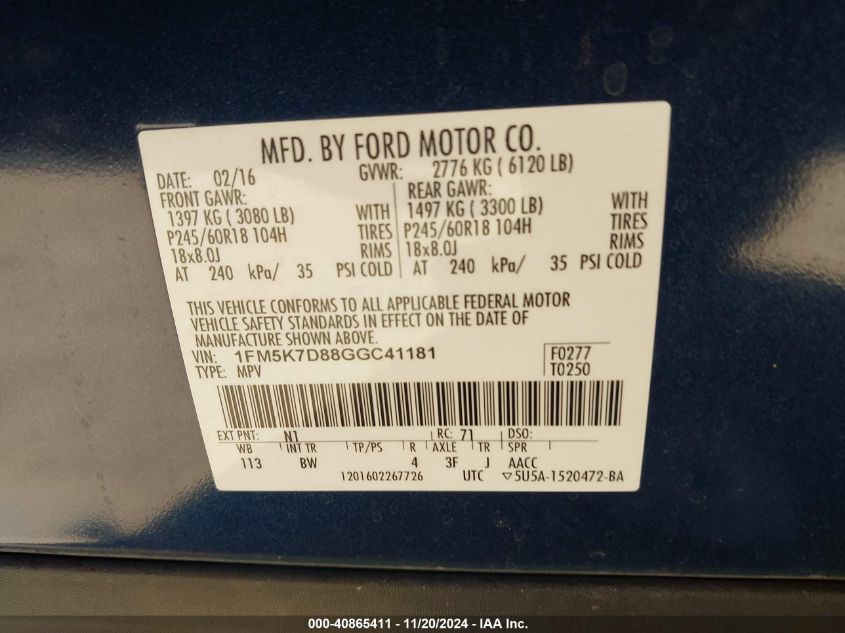 MFD. BY FORD MOTOR CO.
DATE: 02/16 GVWR: 2776 KG ( 6120 LB)
FRONT GAWR: REAR GAWR:
1397 KG ( 3080 LB) WITH 1497 KG ( 3300 LB) WITH
P245/60R18 104H TIRES P245/60R18 104H TIRES
18x8.0J RIMS 18x8.0J RIMS
AT 240 kPa/ 35 PSI COLD AT 240 kPa/ 35 PSI COLD
THIS VEHICLE CONFORMS TO ALL APPLICABLE FEDERAL MOTOR
VEHICLE SAFETY STANDARDS IN EFFECT ON THE DATE OF
MANUFACTURE SHOWN ABOVE.
VIN: 1FM5K7D88GGC41181 F0277
TYPE: MPV T0250
EXT PNT: N1 RC: 71 DSO:
WB INT TR TP/PS R AXLE TR SPR
113 BW 4 3F J AACC
1201602267726 UTC ▽5U5A-1520472-BA
000-40865411 - 11/20/2024 - IAA Inc.